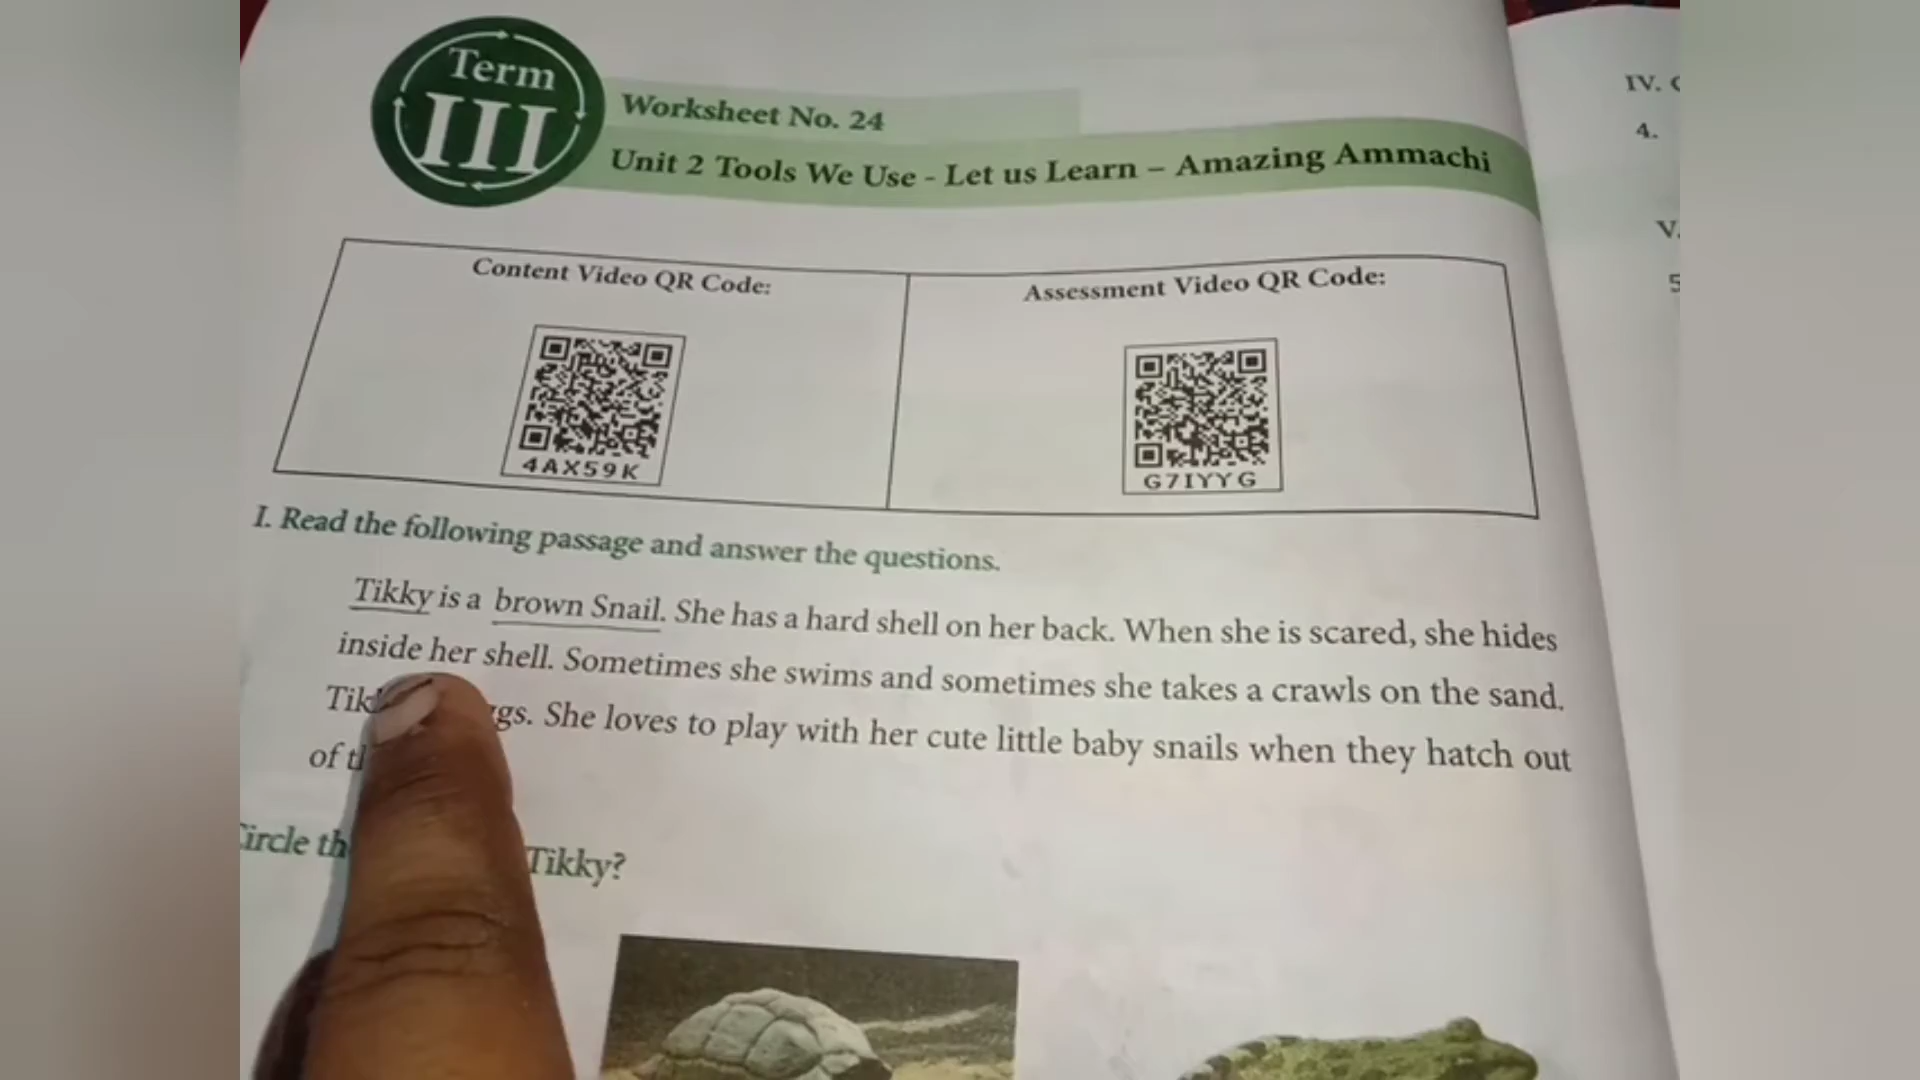 Term
III
Worksheet No. 24
Unit 2 Tools We Use - Let us Learn – Amazing Ammachi
Content Video QR Code:
4AX59K
Assessment Video QR Code:
G7IYYG
I. Read the following passage and answer the questions.
Tikky is a brown Snail. She has a hard shell on her back. When she is scared, she hides
inside her shell. Sometimes she swims and sometimes she takes a crawls on the sand.
She loves to play with her cute little baby snails when they hatch out
of
Circle Tikky?
IV.
4.
V.
5